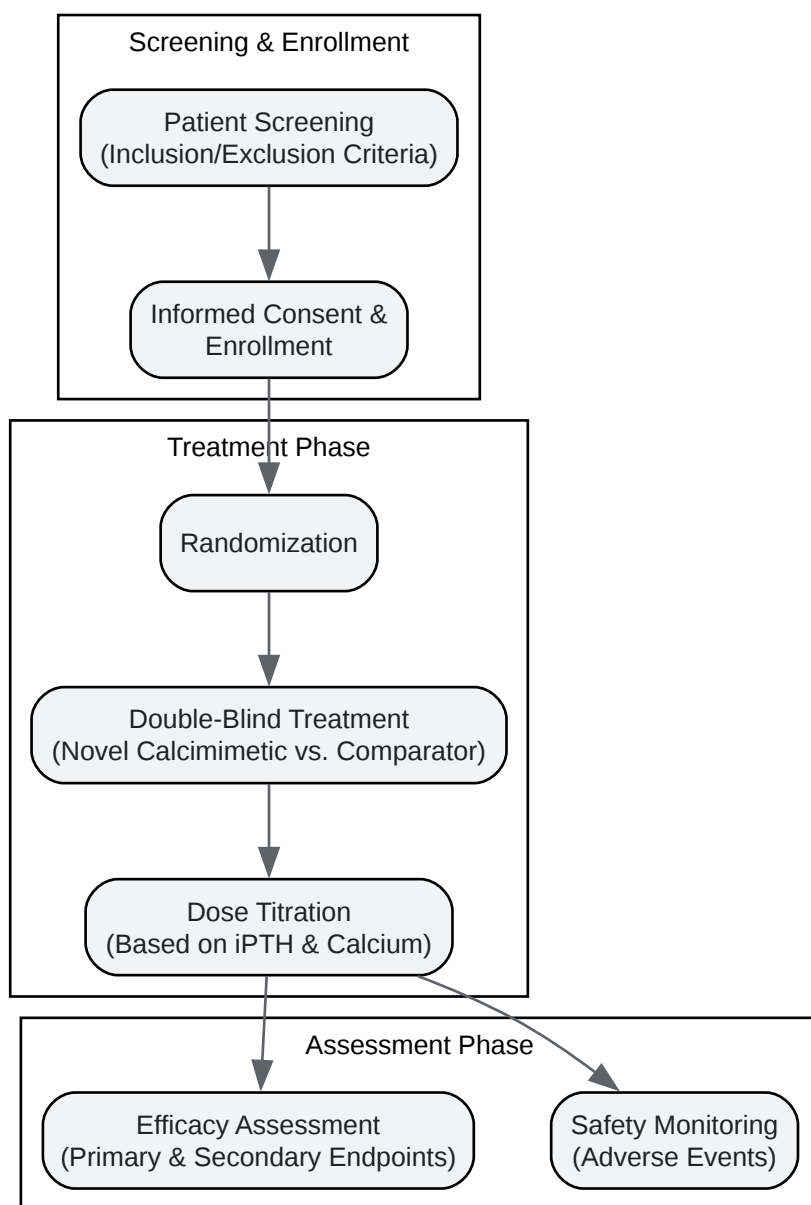 Screening & Enrollment
Patient Screening
(Inclusion/Exclusion Criteria)
Informed Consent &
Enrollment
Treatment Phase
Randomization
Double-Blind Treatment
(Novel Calcimimetic vs. Comparator)
Dose Titration
(Based on iPTH & Calcium)
Assessment Phase
Efficacy Assessment
(Primary & Secondary Endpoints)
Safety Monitoring
(Adverse Events)